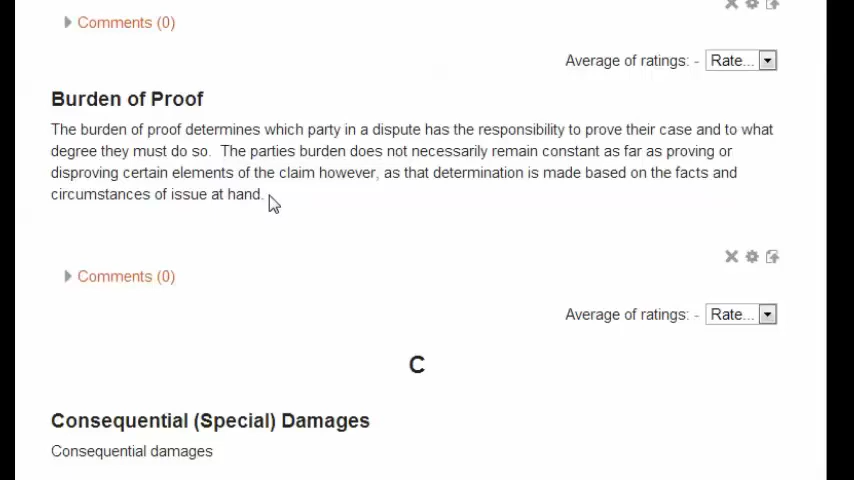 Comments (0)
Average of ratings: - Rate...
Burden of Proof
The burden of proof determines which party in a dispute has the responsibility to prove their case and to what
degree they must do so.  The parties burden does not necessarily remain constant as far as proving or
disproving certain elements of the claim however, as that determination is made based on the facts and
circumstances of issue at hand.
Comments (0)
Average of ratings: - Rate...
C
Consequential (Special) Damages
Consequential damages